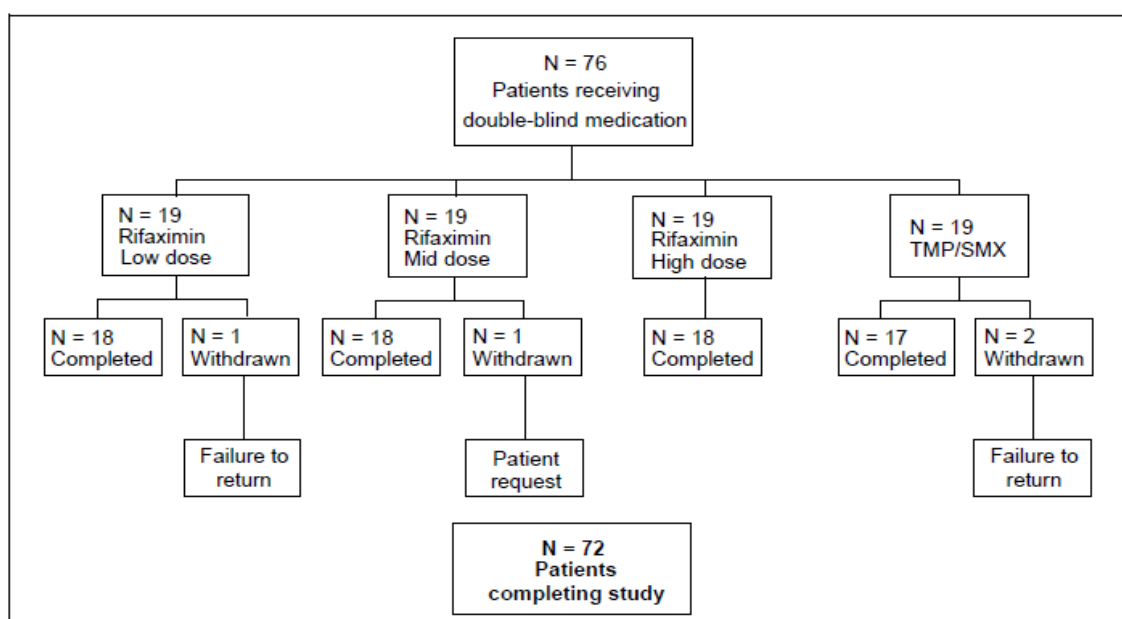 N = 76
Patients receiving
double-blind medication
N = 19
Rifaximin
Low dose
N = 19
Rifaximin
Mid dose
N = 19
Rifaximin
High dose
N = 19
TMP/SMX
N = 18
Completed
N = 1
Withdrawn
N = 18
Completed
N = 1
Withdrawn
N = 18
Completed
N = 17
Completed
N = 2
Withdrawn
Failure to
return
Patient
request
Failure to
return
N = 72
Patients
completing study